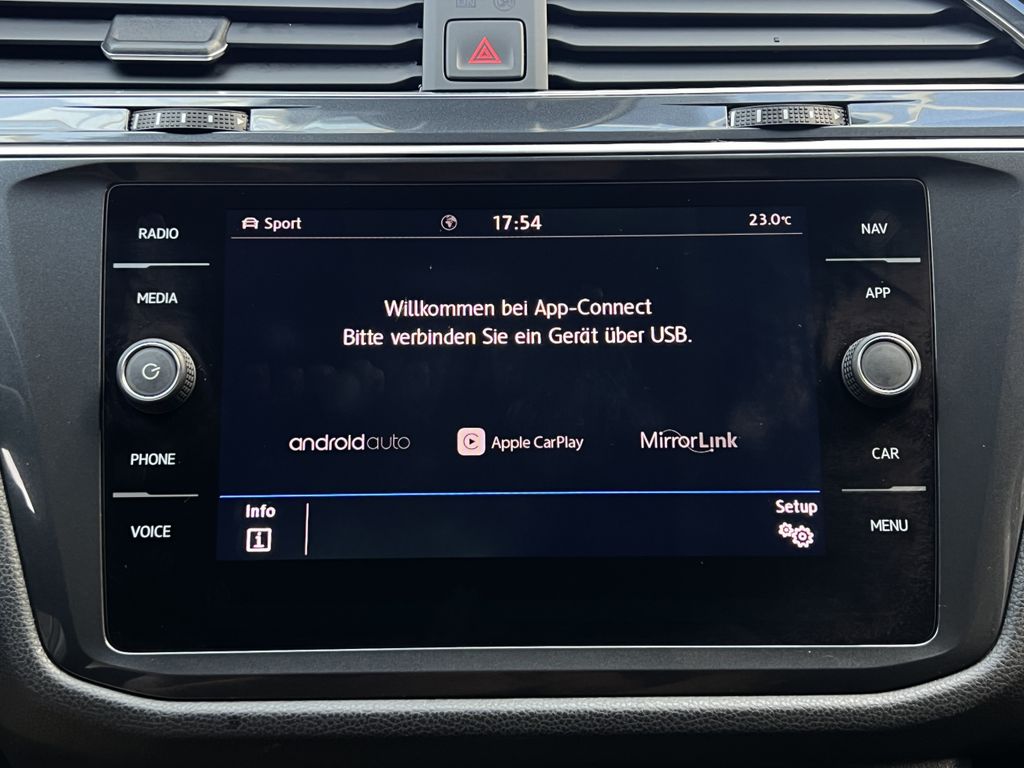 RADIO
MEDIA
PHONE
VOICE
Sport
17:54
23.0°C
Willkommen bei App-Connect
Bitte verbinden Sie ein Gerät über USB.
androidauto
Apple CarPlay
MirrorLink
Info
i
Setup
NAV
APP
CAR
MENU